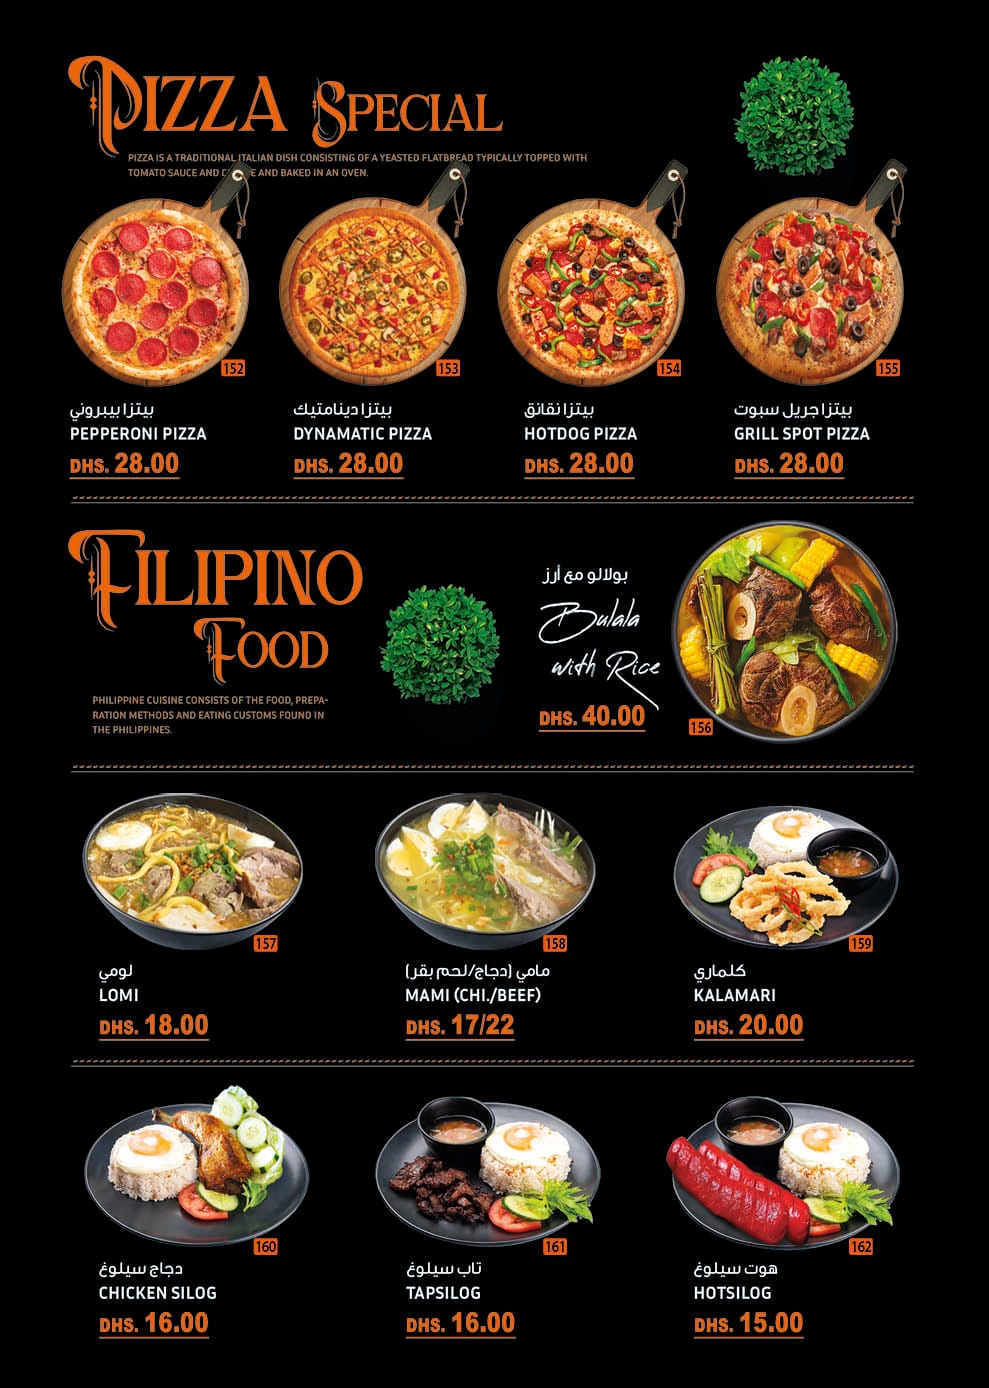 PIZZA SPECIAL
PIZZA IS A TRADITIONAL ITALIAN DISH CONSISTING OF A YEASTED FLATBREAD TYPICALLY TOPPED WITH
TOMATO SAUCE AND C E AND BAKED IN AN OVEN.
152
153
154
155
بيتزا بيبروني
PEPPERONI PIZZA
DHS. 28.00
بيتزا ديناميتيك
DYNAMATIC PIZZA
DHS. 28.00
بيتزا نقانق
HOTDOG PIZZA
DHS. 28.00
بيتزا جريل سبوت
GRILL SPOT PIZZA
DHS. 28.00
FILIPINO
FOOD
PHILIPPINE CUISINE CONSISTS OF THE FOOD, PREPA-
RATION METHODS AND EATING CUSTOMS FOUND IN
THE PHILIPPINES.
بولالو مع أرز
Bulala
with Rice
DHS. 40.00
156
157
لومي
LOMI
DHS. 18.00
158
مامي (دجاج/لحم بقر)
MAMI (CHI./BEEF)
DHS. 17/22
159
كلماري
KALAMARI
DHS. 20.00
160
دجاج سيلوغ
CHICKEN SILOG
DHS. 16.00
161
تاب سيلوغ
TAPSILOG
DHS. 16.00
162
هوت سيلوغ
HOTSILOG
DHS. 15.00